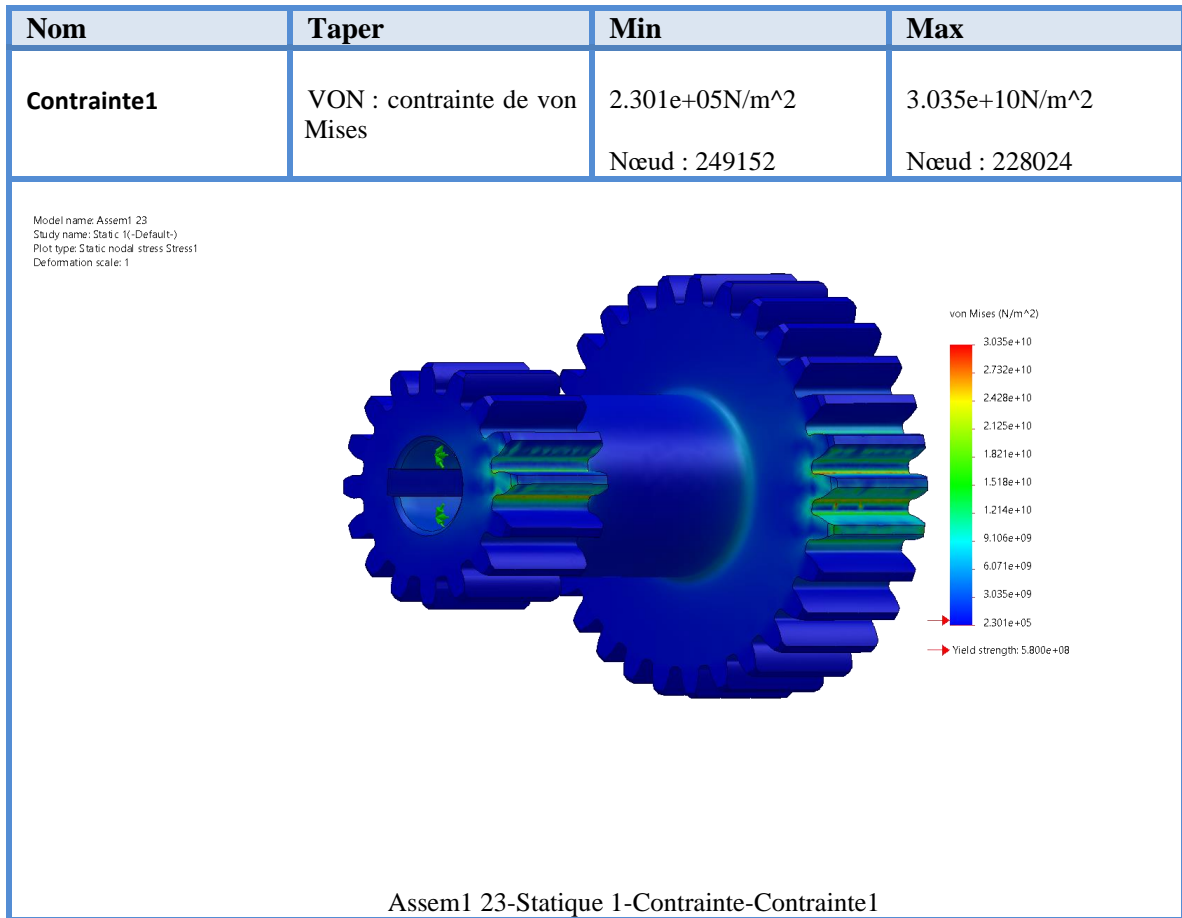 Nom Taper Min Max
Contrainte1 VON : contrainte de von Mises 2.301e+05N/m^2 3.035e+10N/m^2
Nœud : 249152 Nœud : 228024
Model name: Assem1 23
Study name: Static 1(-Default-)
Plot type: Static nodal stress Stress1
Deformation scale: 1
von Mises (N/m^2)
3.035e+10
2.732e+10
2.428e+10
2.125e+10
1.821e+10
1.518e+10
1.214e+10
9.106e+09
6.071e+09
3.035e+09
2.301e+05
Yield strength: 5.800e+08
Assem1 23-Statique 1-Contrainte-Contrainte1